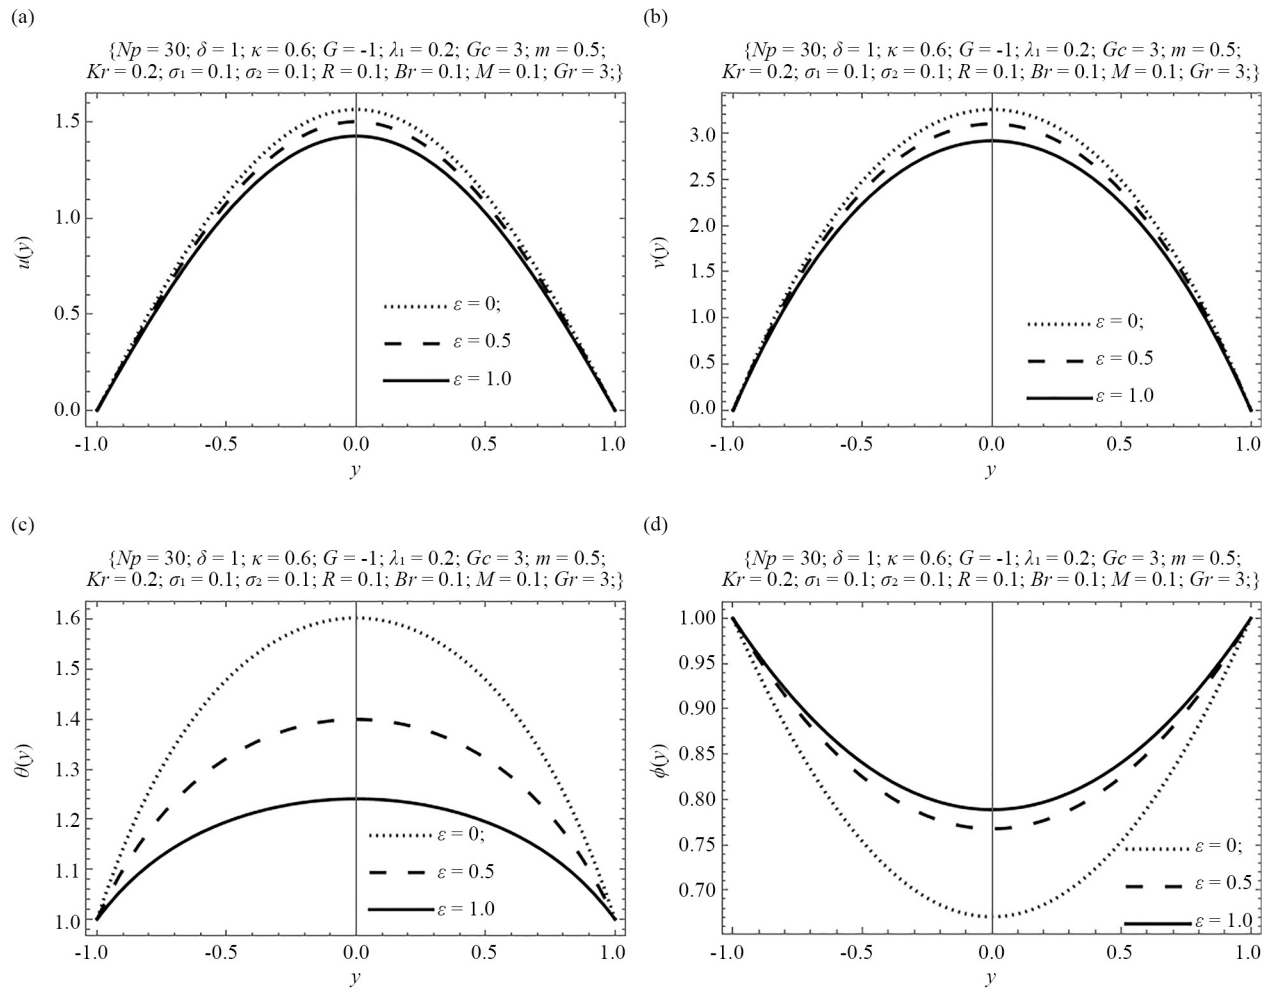 (a)
{Np = 30; δ = 1; κ = 0.6; G = -1; λ₁ = 0.2; Gc = 3; m = 0.5;
Kr = 0.2; σ₁ = 0.1; σ₂ = 0.1; R = 0.1; Br = 0.1; M = 0.1; Gr = 3;}
1.5
1.0
0.5
0.0
u(y)
ε = 0;
ε = 0.5
ε = 1.0
-1.0 -0.5 0.0 0.5 1.0
y
(b)
{Np = 30; δ = 1; κ = 0.6; G = -1; λ₁ = 0.2; Gc = 3; m = 0.5;
Kr = 0.2; σ₁ = 0.1; σ₂ = 0.1; R = 0.1; Br = 0.1; M = 0.1; Gr = 3;}
3.0
2.5
2.0
1.5
1.0
0.5
0.0
v(y)
ε = 0;
ε = 0.5
ε = 1.0
-1.0 -0.5 0.0 0.5 1.0
y
(c)
{Np = 30; δ = 1; κ = 0.6; G = -1; λ₁ = 0.2; Gc = 3; m = 0.5;
Kr = 0.2; σ₁ = 0.1; σ₂ = 0.1; R = 0.1; Br = 0.1; M = 0.1; Gr = 3;}
1.6
1.5
1.4
1.3
1.2
1.1
1.0
θ(y)
ε = 0;
ε = 0.5
ε = 1.0
-1.0 -0.5 0.0 0.5 1.0
y
(d)
{Np = 30; δ = 1; κ = 0.6; G = -1; λ₁ = 0.2; Gc = 3; m = 0.5;
Kr = 0.2; σ₁ = 0.1; σ₂ = 0.1; R = 0.1; Br = 0.1; M = 0.1; Gr = 3;}
1.00
0.95
0.90
0.85
0.80
0.75
0.70
ϕ(y)
ε = 0;
ε = 0.5
ε = 1.0
-1.0 -0.5 0.0 0.5 1.0
y